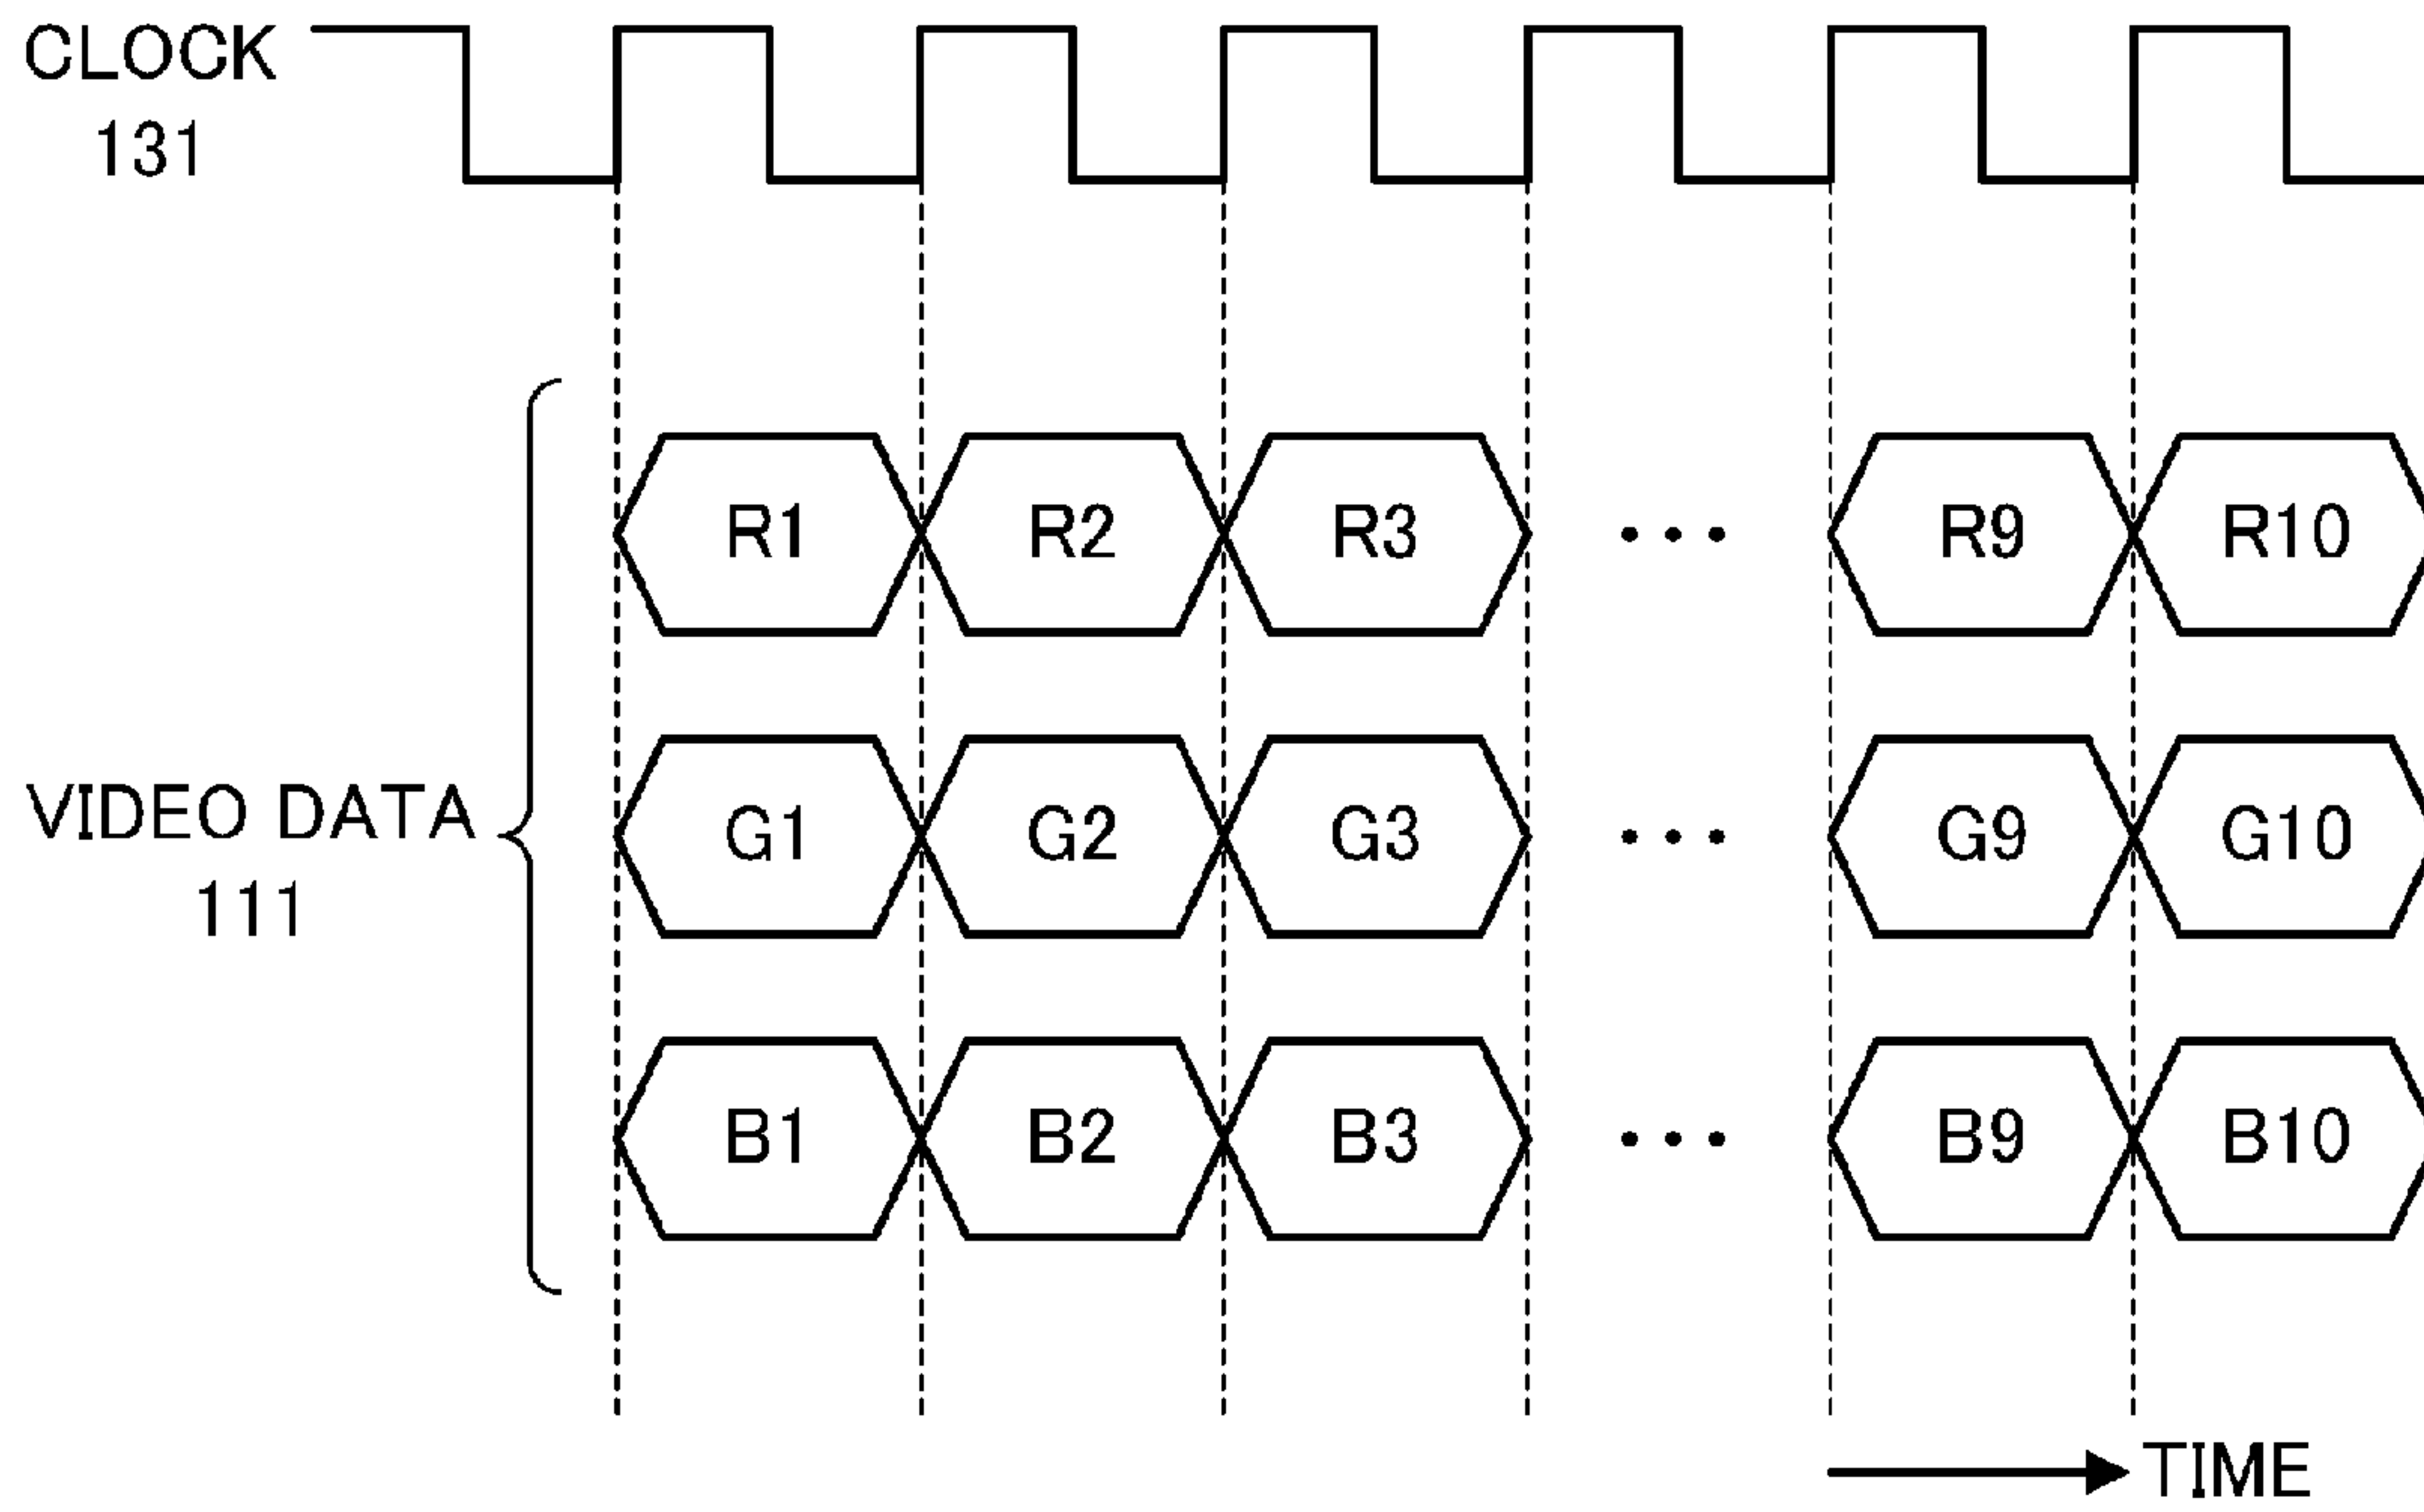 CLOCK
131
R1 R2 R3 ... R9 R10
VIDEO DATA
111
G1 G2 G3 ... G9 G10
B1 B2 B3 ... B9 B10
TIME